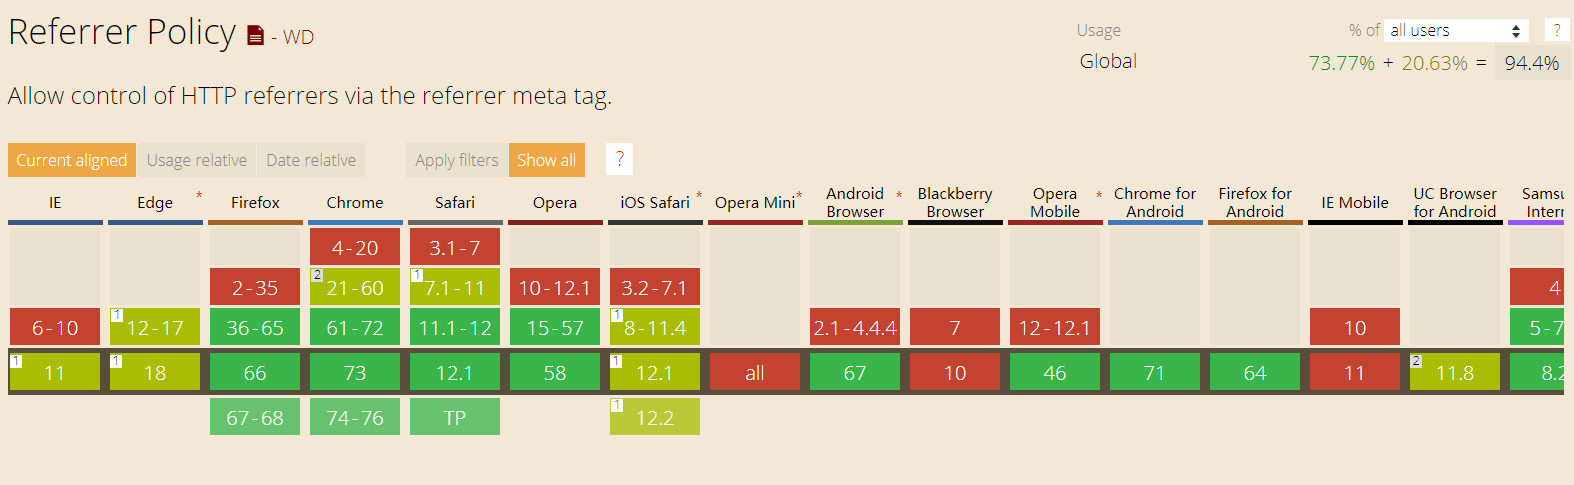 Referrer Policy - WD
Usage % of all users ?
Global 73.77% + 20.63% = 94.4%
Allow control of HTTP referrers via the referrer meta tag.
Current aligned Usage relative Date relative Apply filters Show all ?
IE Edge * Firefox Chrome Safari Opera iOS Safari * Opera Mini * Android Browser * Blackberry Browser Opera Mobile * Chrome for Android Firefox for Android IE Mobile UC Browser for Android Samsu Intern
4-20 3.1-7
2-35 2 21-60 1 7.1-11 10-12.1 3.2-7.1 4
6-10 1 12-17 36-65 61-72 11.1-12 15-57 1 8-11.4 2.1-4.4.4 7 12-12.1 10 5-7
1 11 1 18 66 73 12.1 58 1 12.1 all 67 10 46 71 64 11 2 11.8 8.2
67-68 74-76 TP 1 12.2